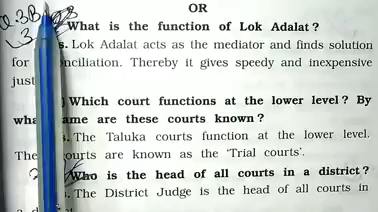 OR
What is the function of Lok Adalat ?
s. Lok Adalat acts as the mediator and finds solution
for nciliation. Thereby it gives speedy and inexpensive
just
Which court functions at the lower level ? By
wha ame are these courts known ?
. The Taluka courts function at the lower level.
The ourts are known as the 'Trial courts'.
Who is the head of all courts in a district ?
. The District Judge is the head of all courts in